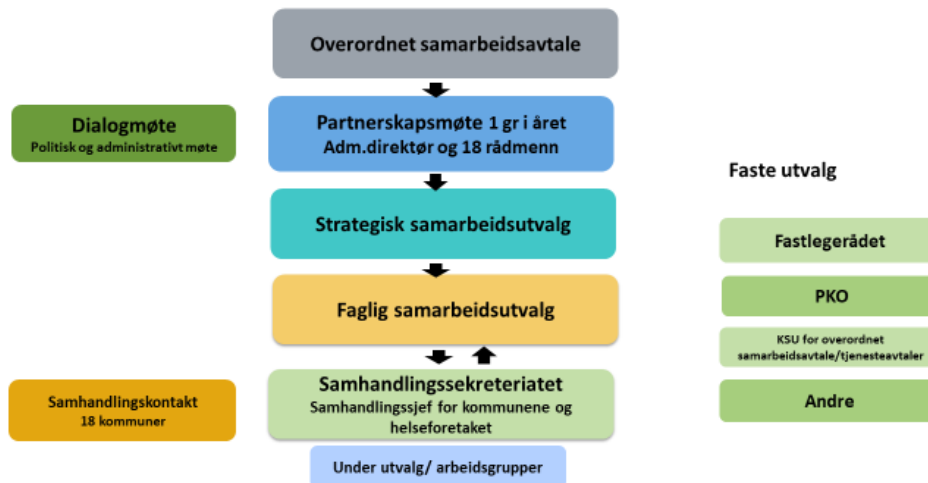 Overordnet samarbeidsavtale
Dialogmøte
Politisk og administrativt møte
Partnerskapsmøte 1 gr i året
Adm.direktør og 18 rådmenn
Strategisk samarbeidsutvalg
Faglig samarbeidsutvalg
Samhandlingskontakt
18 kommuner
Samhandlingssekreteriatet
Samhandlingssjef for kommunene og
helseforetaket
Under utvalg/ arbeidsgrupper
Faste utvalg
Fastlegerådet
PKO
KSU for overordnet
samarbeidsavtale/tjenesteavtaler
Andre